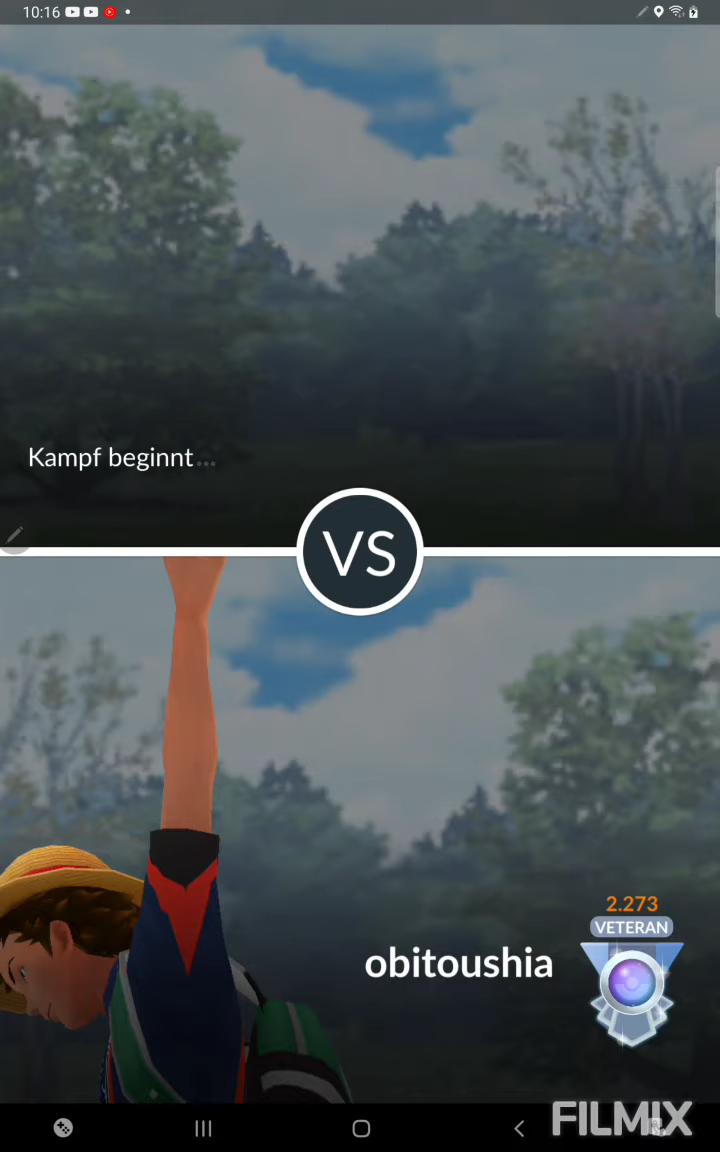 10:16
Kampf beginnt...
VS
2.273
VETERAN
obitoushia
FILMIX